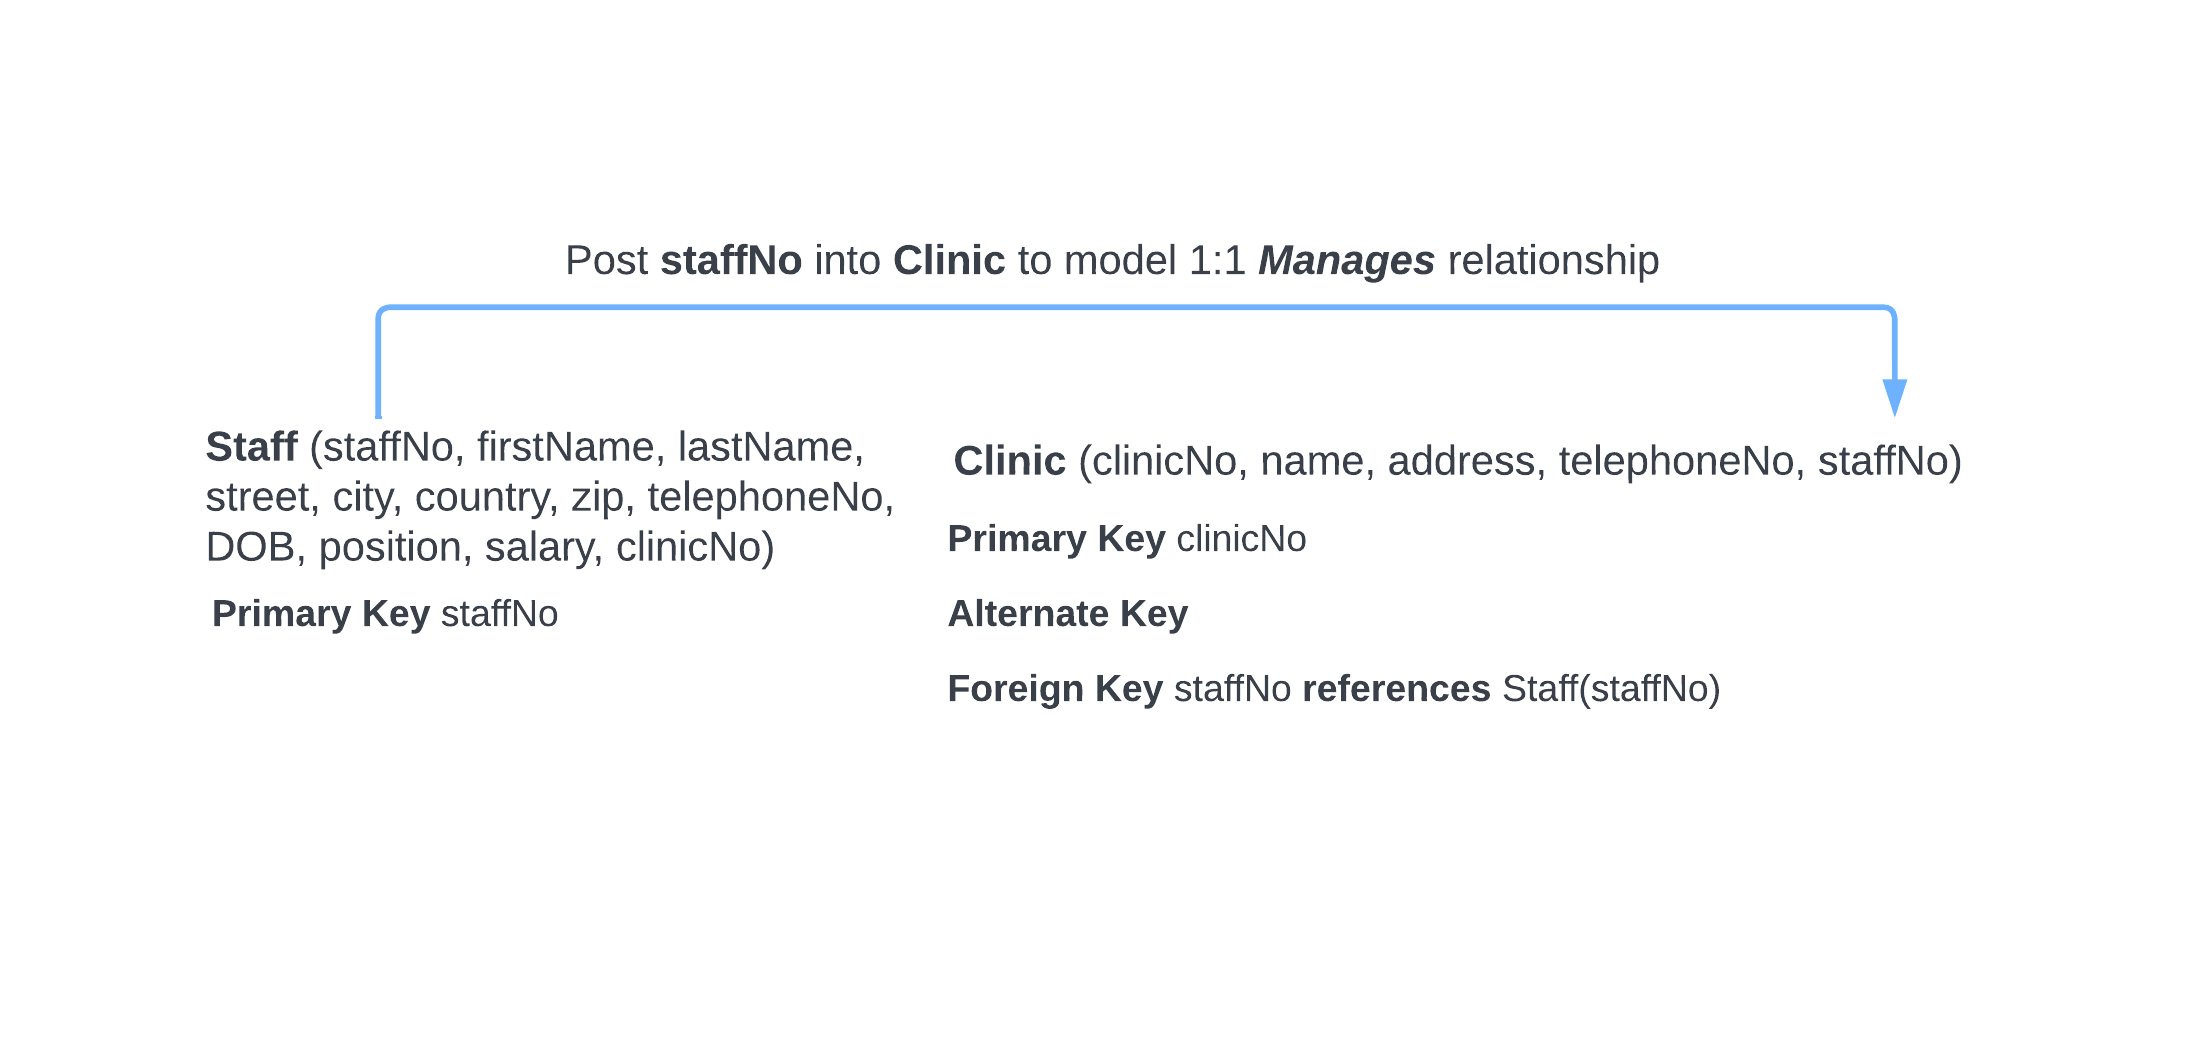 Post staffNo into Clinic to model 1:1 Manages relationship
Staff (staffNo, firstName, lastName,
street, city, country, zip, telephoneNo,
DOB, position, salary, clinicNo)
Primary Key staffNo
Clinic (clinicNo, name, address, telephoneNo, staffNo)
Primary Key clinicNo
Alternate Key
Foreign Key staffNo references Staff(staffNo)